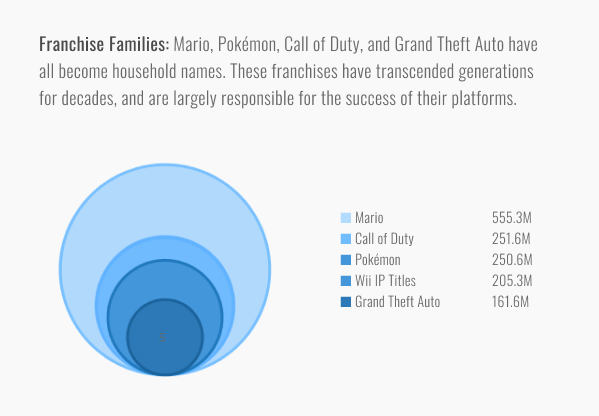 Franchise Families: Mario, Pokémon, Call of Duty, and Grand Theft Auto have
all become household names. These franchises have transcended generations
for decades, and are largely responsible for the success of their platforms.
Mario 555.3M
Call of Duty 251.6M
Pokémon 250.6M
Wii IP Titles 205.3M
Grand Theft Auto 161.6M